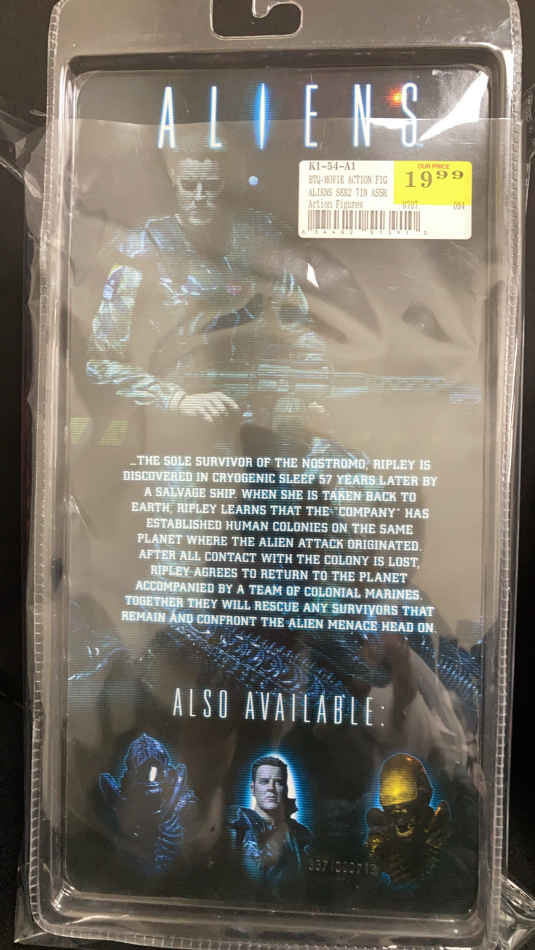 ALIENS
KI-54-A1
BTQ-MOVIE ACTION FIG
ALIENS SER2 7IN ASSR
Action Figures 0707 094
OUR PRICE
19⁹⁹
…THE SOLE SURVIVOR OF THE NOSTROMO, RIPLEY IS
DISCOVERED IN CRYOGENIC SLEEP 57 YEARS LATER BY
A SALVAGE SHIP. WHEN SHE IS TAKEN BACK TO
EARTH, RIPLEY LEARNS THAT THE "COMPANY" HAS
ESTABLISHED HUMAN COLONIES ON THE SAME
PLANET WHERE THE ALIEN ATTACK ORIGINATED.
AFTER ALL CONTACT WITH THE COLONY IS LOST,
RIPLEY AGREES TO RETURN TO THE PLANET
ACCOMPANIED BY A TEAM OF COLONIAL MARINES.
TOGETHER THEY WILL RESCUE ANY SURVIVORS THAT
REMAIN AND CONFRONT THE ALIEN MENACE HEAD ON
ALSO AVAILABLE: